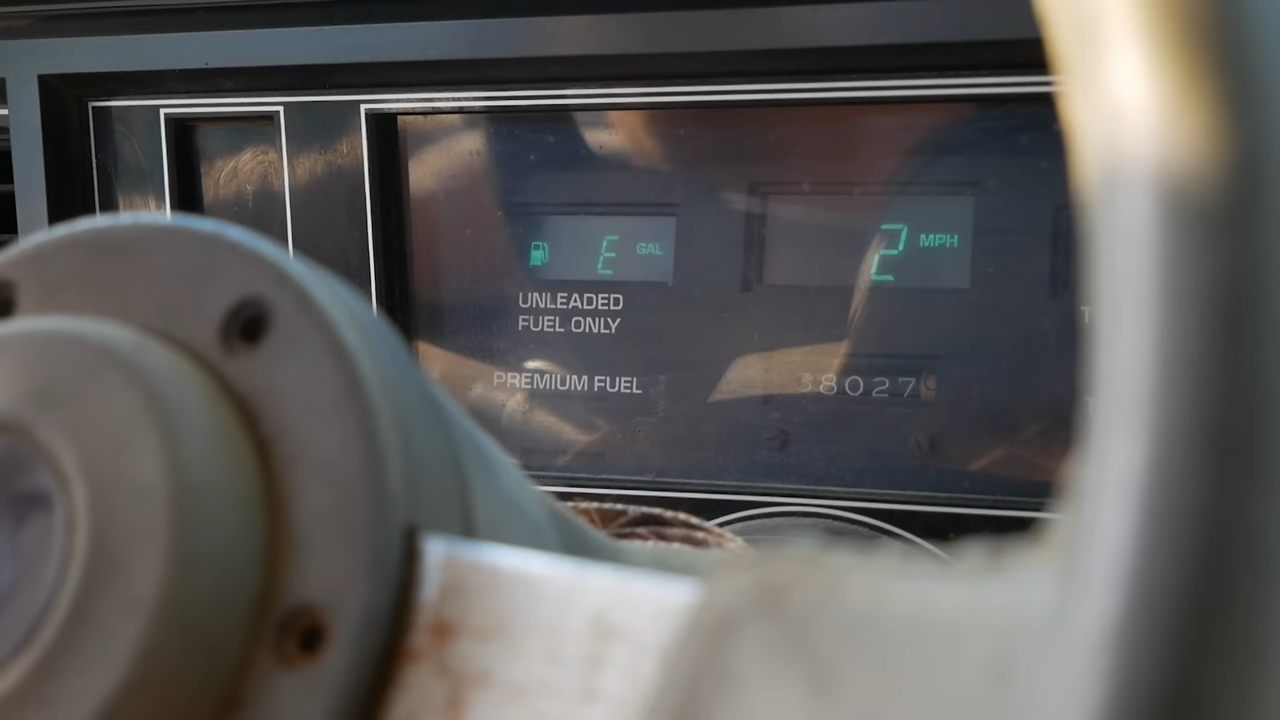 E GAL
2 MPH
UNLEADED
FUEL ONLY
PREMIUM FUEL
38027